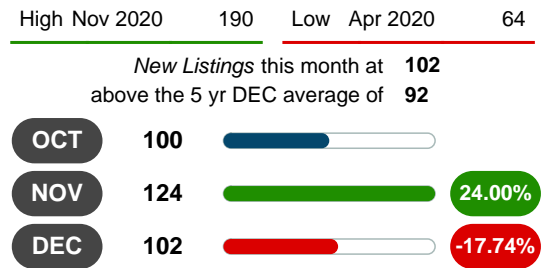 High Nov 2020 190 Low Apr 2020 64
New Listings this month at 102
above the 5 yr DEC average of 92
OCT 100
NOV 124 24.00%
DEC 102 -17.74%